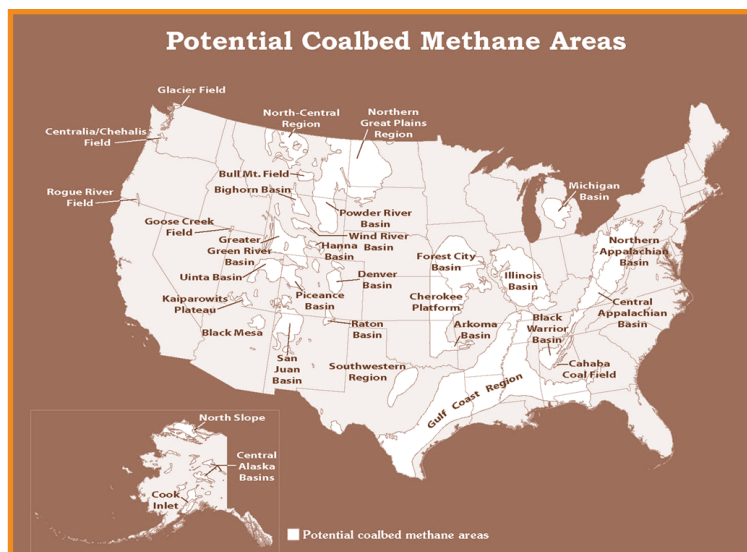 Potential Coalbed Methane Areas
Glacier Field
North-Central
Region
Northern
Great Plains
Region
Centralia/Chehalis
Field
Bull Mt. Field
Bighorn Basin
Michigan
Basin
Rogue River
Field
Goose Creek
Field
Powder River
Basin
Wind River
Basin
Greater
Green River
Basin
Hanna
Basin
Forest City
Basin
Northern
Appalachian
Basin
Uinta Basin
Denver
Basin
Illinois
Basin
Piceance
Basin
Kaiparowits
Plateau
Cherokee
Platform
Central
Appalachian
Basin
Black Mesa
Raton
Basin
Arkoma
Basin
Black
Warrior
Basin
San
Juan
Basin
Southwestern
Region
Cahaba
Coal Field
Gulf Coast Region
North Slope
Central
Alaska
Basins
Cook
Inlet
Potential coalbed methane areas